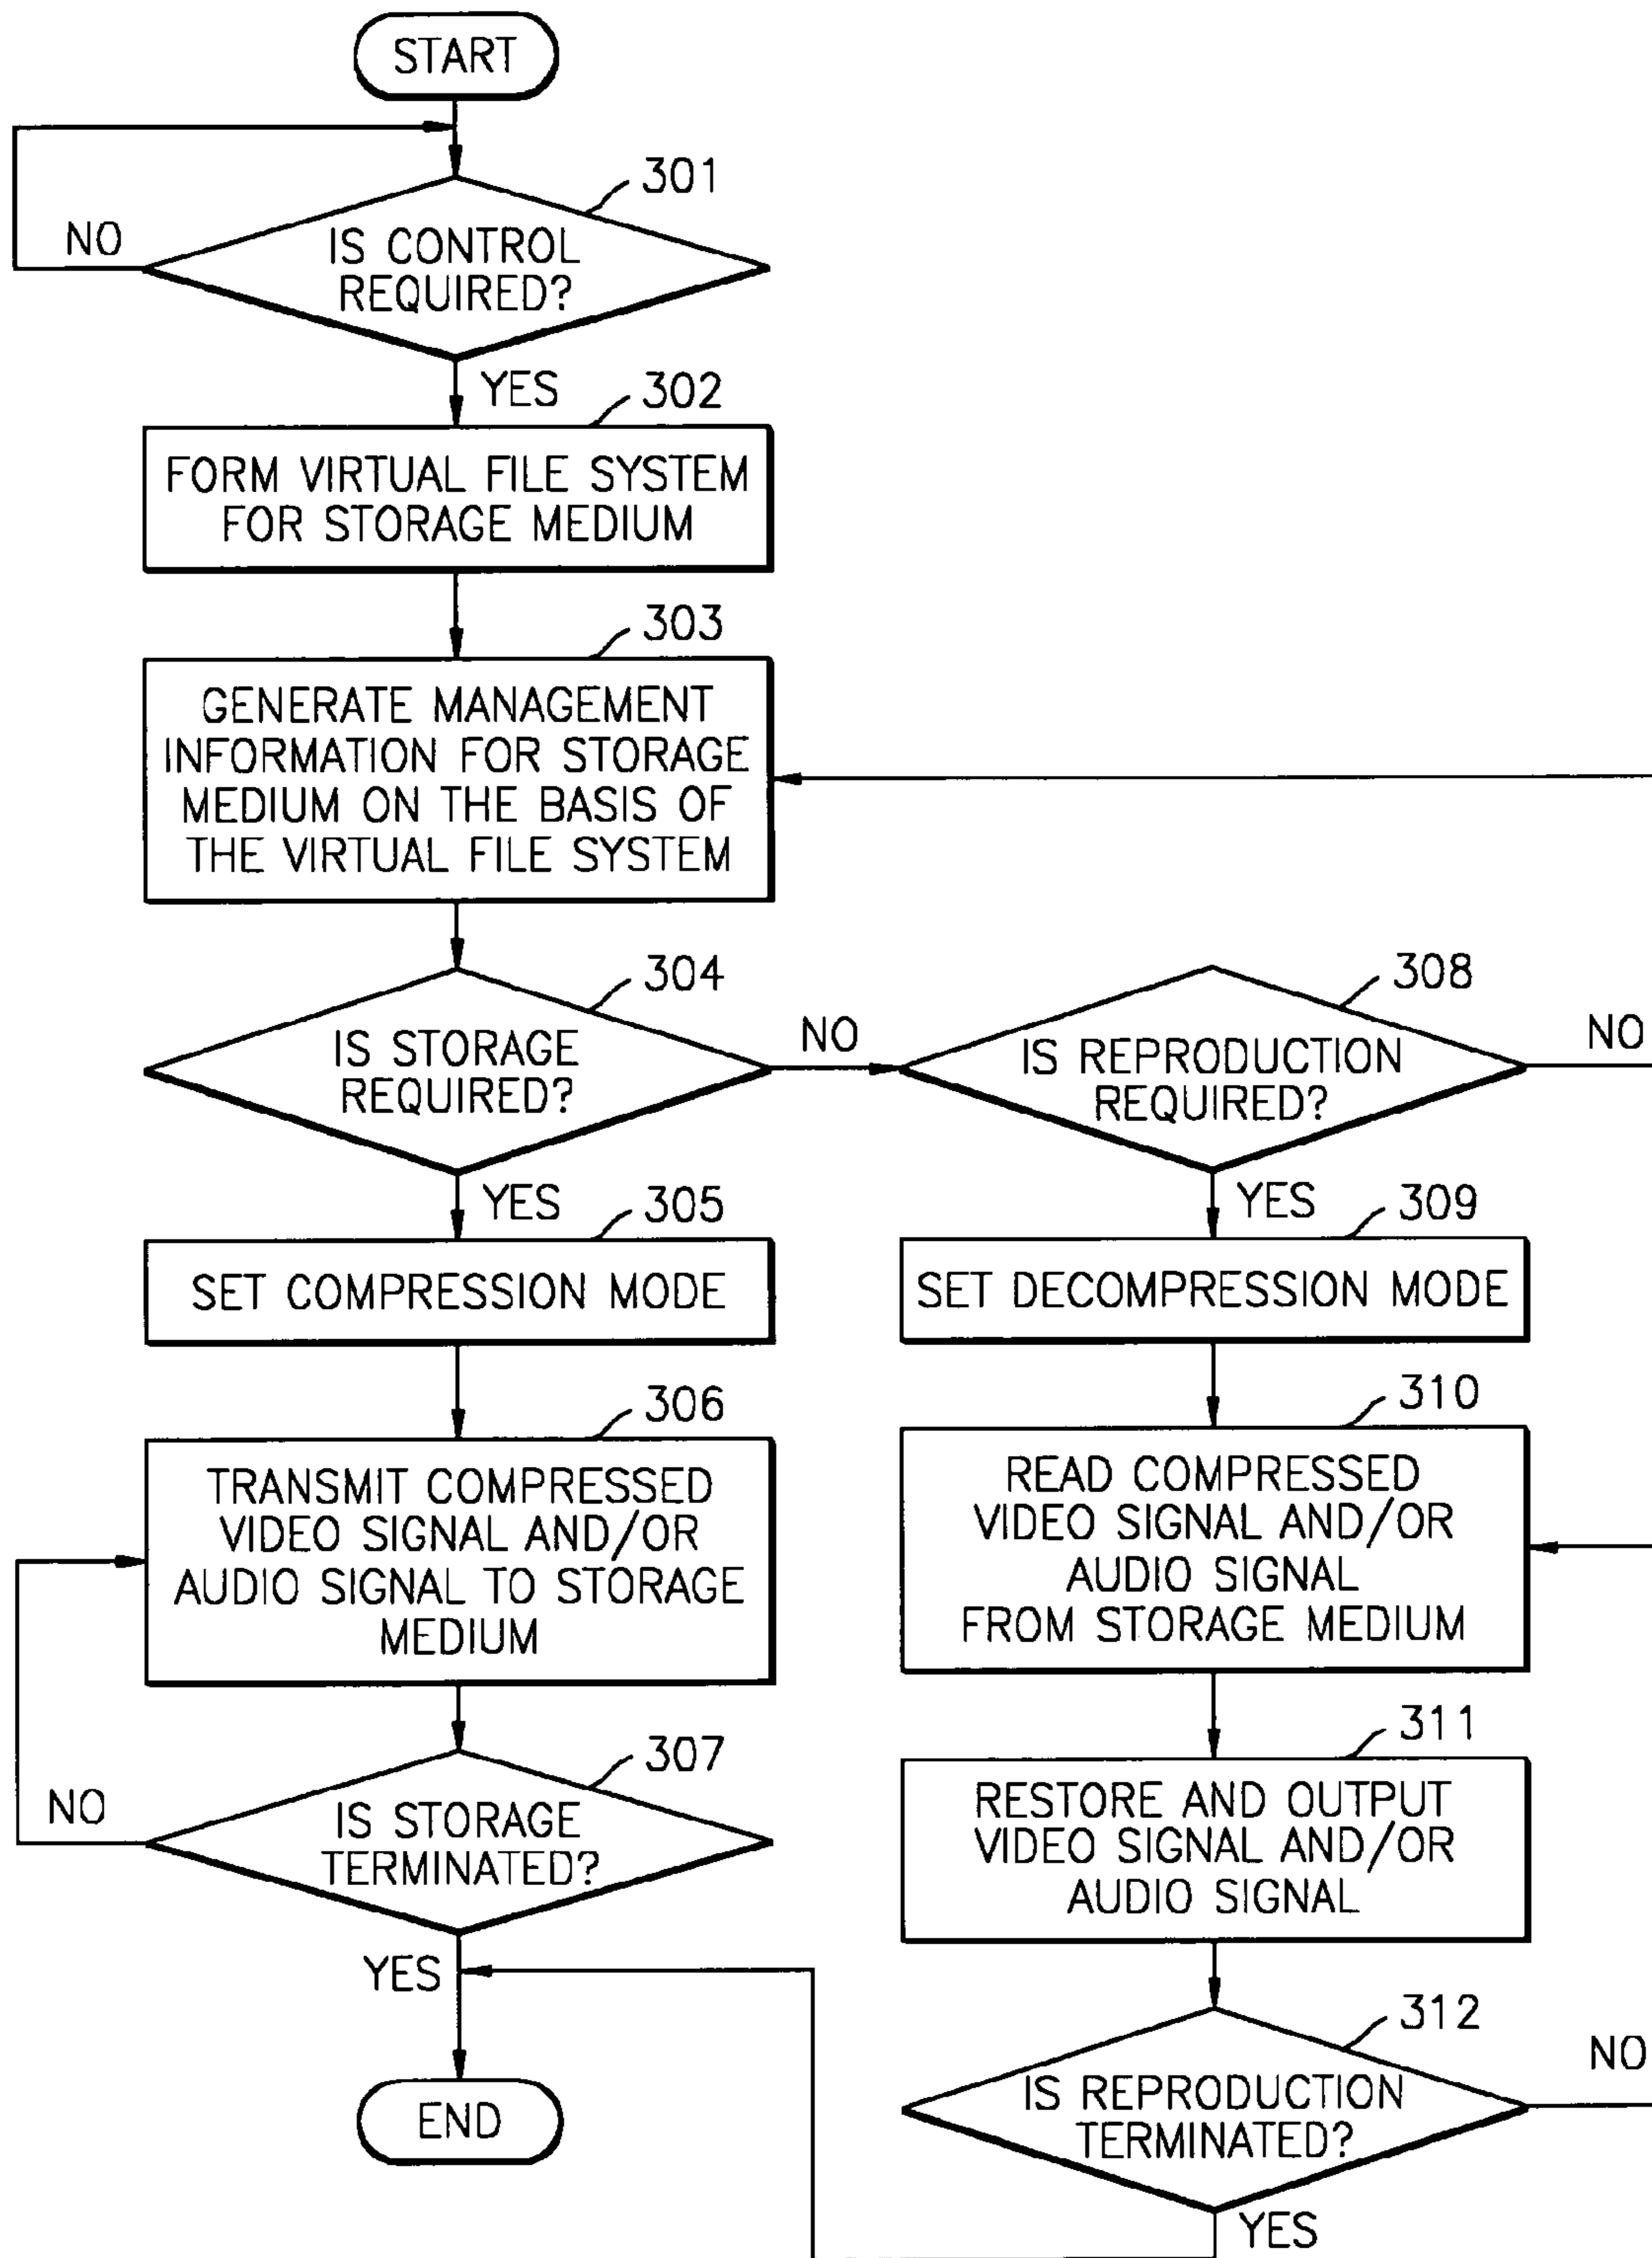 START
301
NO
IS CONTROL
REQUIRED?
YES
302
FORM VIRTUAL FILE SYSTEM
FOR STORAGE MEDIUM
303
GENERATE MANAGEMENT
INFORMATION FOR STORAGE
MEDIUM ON THE BASIS OF
THE VIRTUAL FILE SYSTEM
304
IS STORAGE
REQUIRED?
NO
YES
305
SET COMPRESSION MODE
306
TRANSMIT COMPRESSED
VIDEO SIGNAL AND/OR
AUDIO SIGNAL TO STORAGE
MEDIUM
307
NO
IS STORAGE
TERMINATED?
YES
END
308
IS REPRODUCTION
REQUIRED?
NO
YES
309
SET DECOMPRESSION MODE
310
READ COMPRESSED
VIDEO SIGNAL AND/OR
AUDIO SIGNAL
FROM STORAGE MEDIUM
311
RESTORE AND OUTPUT
VIDEO SIGNAL AND/OR
AUDIO SIGNAL
312
IS REPRODUCTION
TERMINATED?
NO
YES